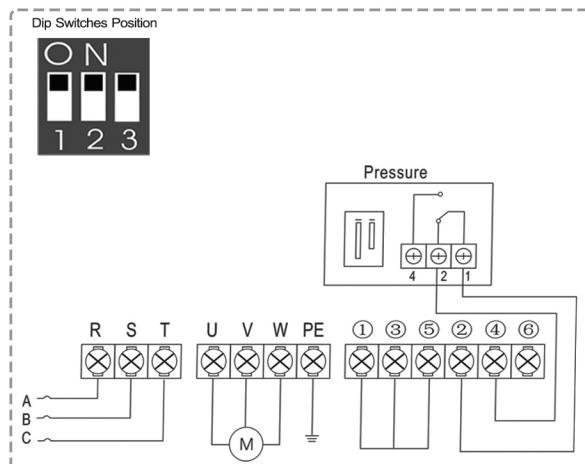 Dip Switches Position
ON
1 2 3
Pressure
4 2 1
R S T U V W PE ① ③ ⑤ ② ④ ⑥
A
B
C
M